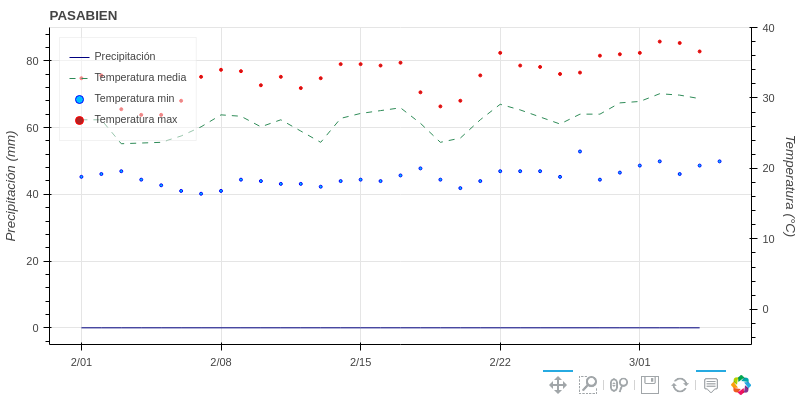 PASABIEN
Precipitación
Temperatura media
Temperatura min
Temperatura max
80
60
40
20
0
Precipitación (mm)
40
30
20
10
0
Temperatura (°C)
2/01
2/08
2/15
2/22
3/01